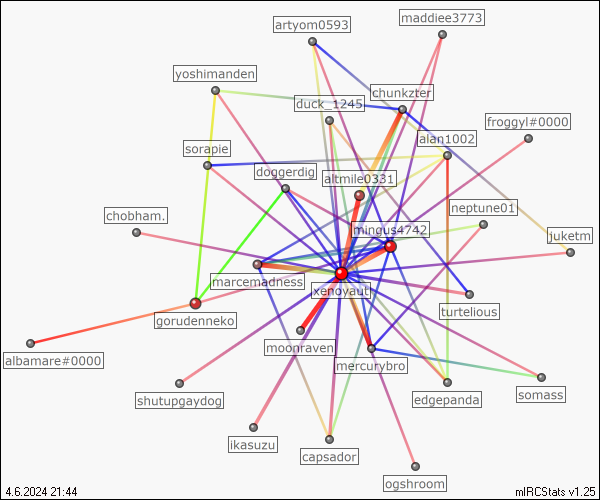 maddiee3773
artyom0593
yoshimanden
chunkzter
duck_1245
froggyl#0000
alan1002
sorapie
doggerdig
altmile0331
neptune01
chobham.
mingus4742
juketm
marcemadness
xenoyaut
turtelious
gorudenneko
moonraven
albamare#0000
mercurybro
somass
shutupgaydog
edgepanda
ikasuzu
capsador
ogshroom
4.6.2024 21:44
mIRCStats v1.25